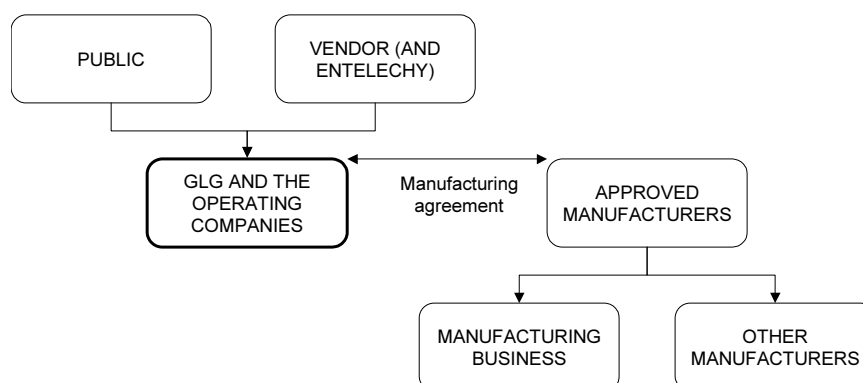 PUBLIC
VENDOR (AND
ENTELECHY)
GLG AND THE
OPERATING
COMPANIES
Manufacturing
agreement
APPROVED
MANUFACTURERS
MANUFACTURING
BUSINESS
OTHER
MANUFACTURERS